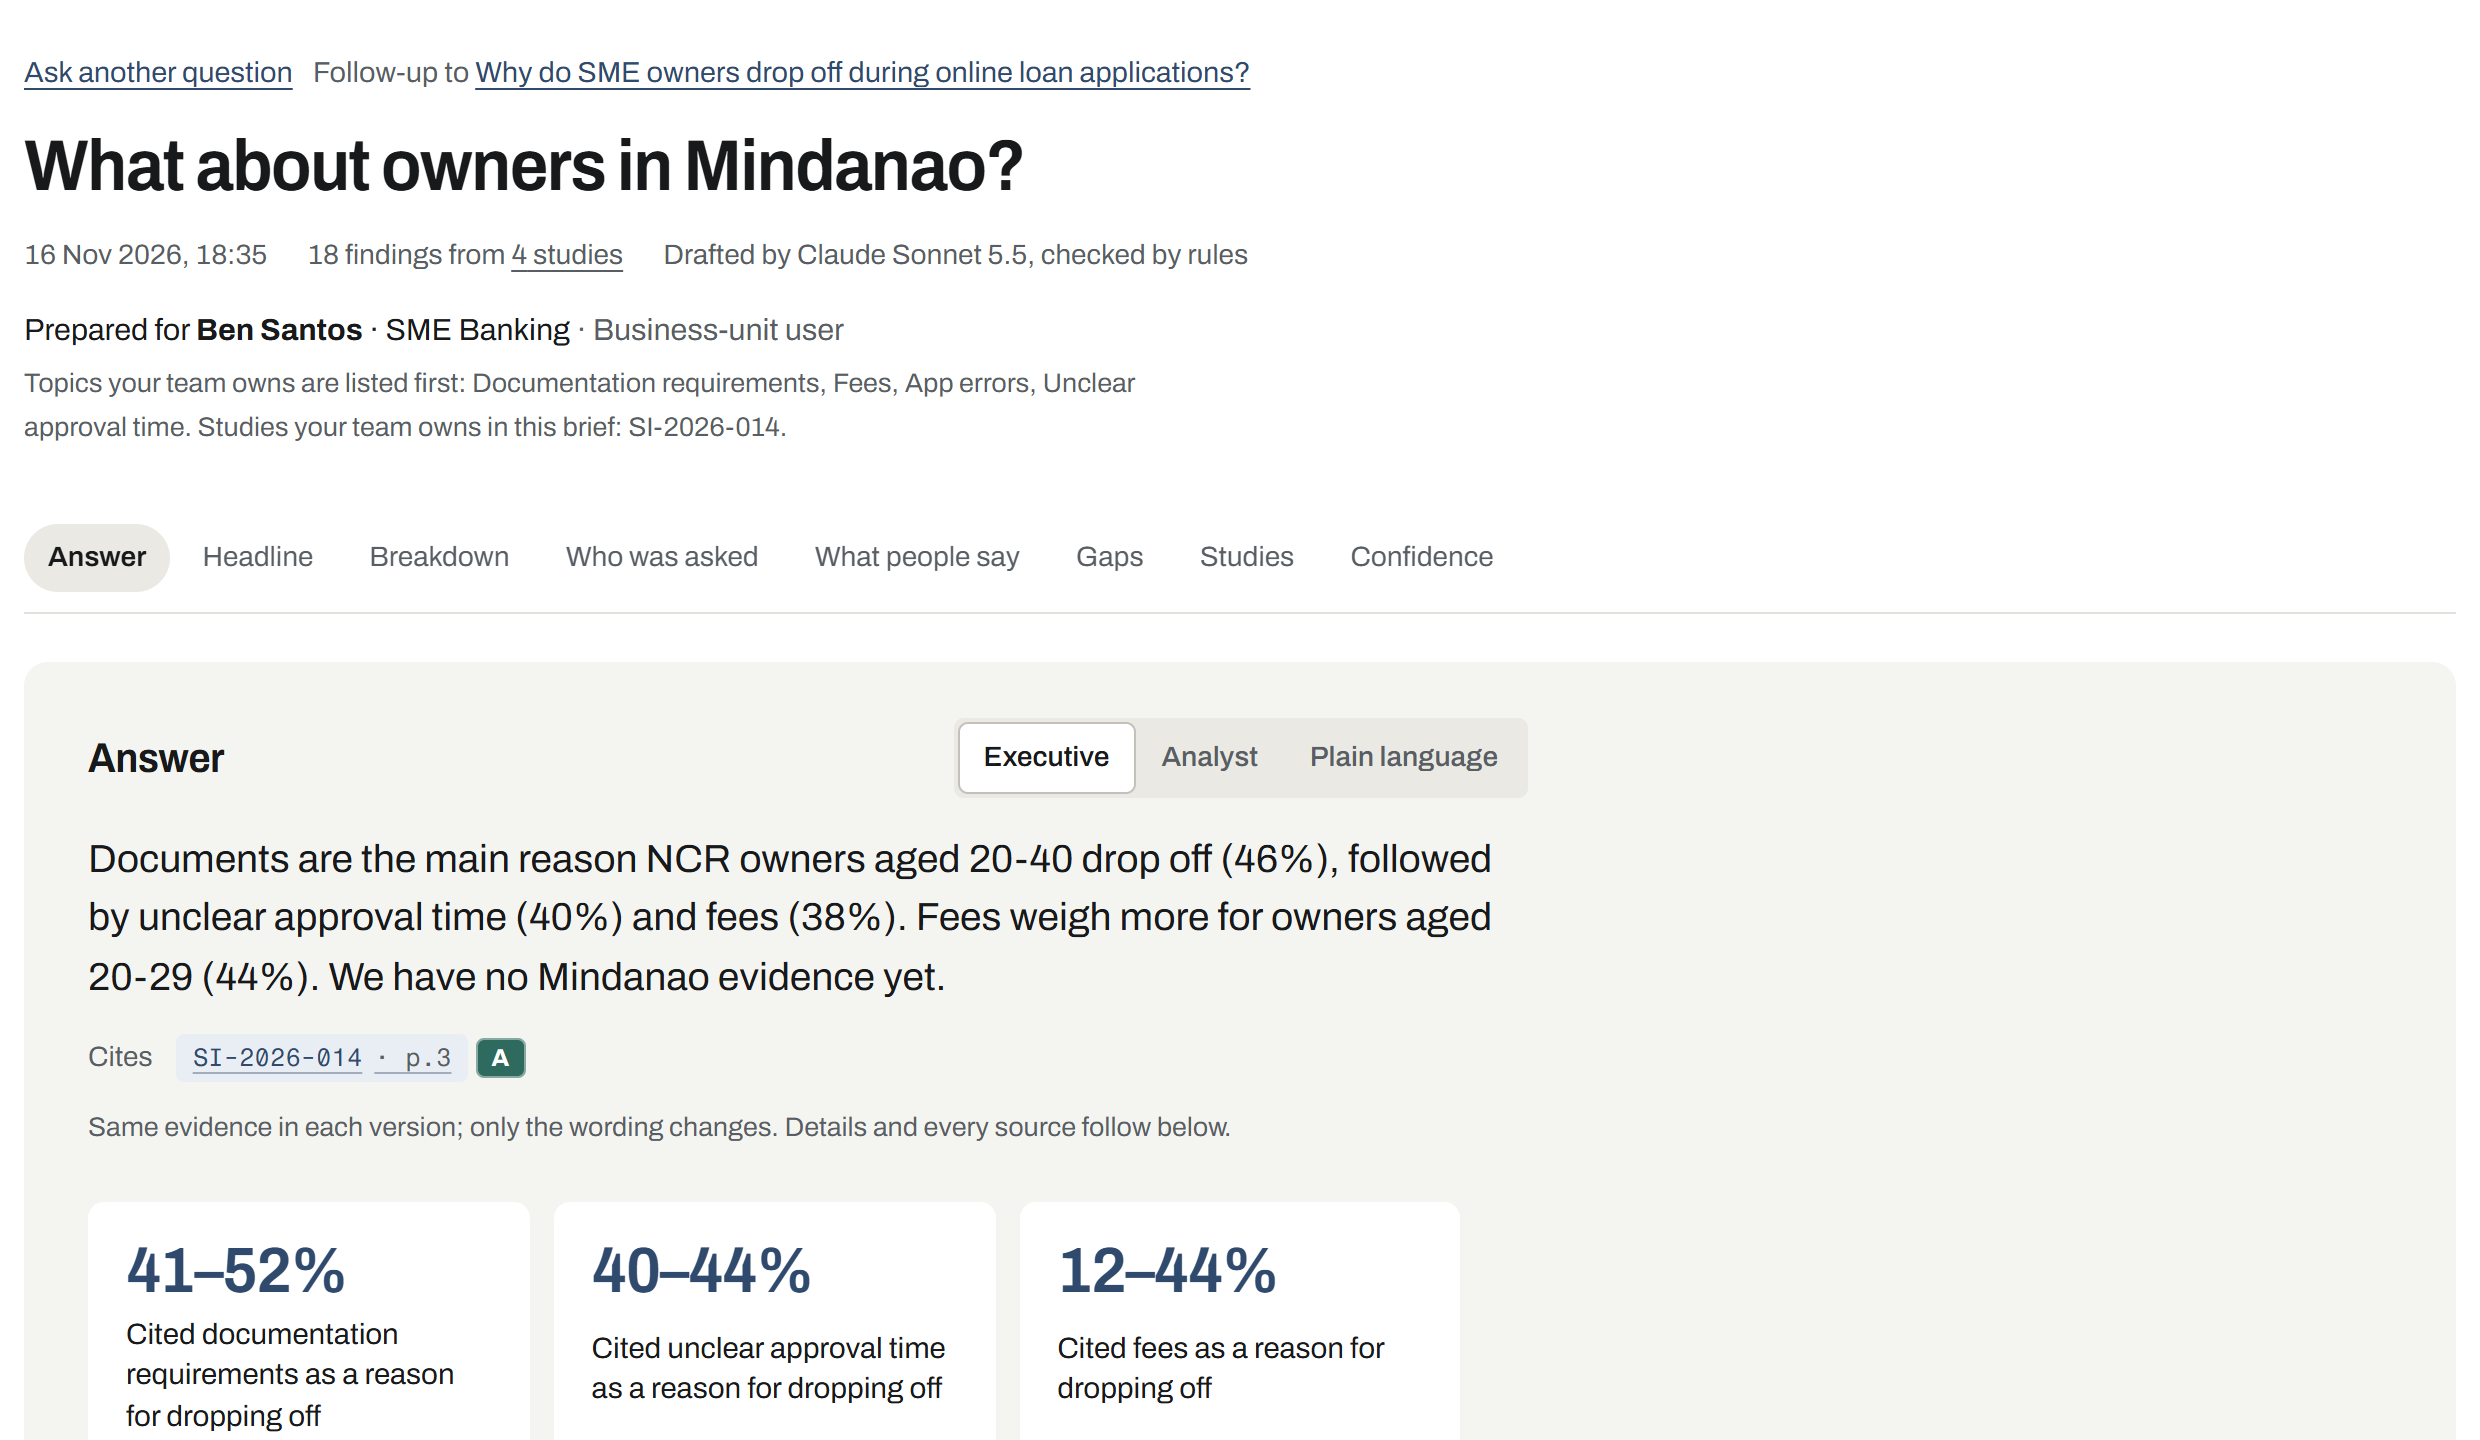 Ask another question Follow-up to Why do SME owners drop off during online loan applications?
What about owners in Mindanao?
16 Nov 2026, 18:35 18 findings from 4 studies Drafted by Claude Sonnet 5.5, checked by rules
Prepared for Ben Santos · SME Banking · Business-unit user
Topics your team owns are listed first: Documentation requirements, Fees, App errors, Unclear
approval time. Studies your team owns in this brief: SI-2026-014.
Answer Headline Breakdown Who was asked What people say Gaps Studies Confidence
Answer
Executive Analyst Plain language
Documents are the main reason NCR owners aged 20-40 drop off (46%), followed
by unclear approval time (40%) and fees (38%). Fees weigh more for owners aged
20-29 (44%). We have no Mindanao evidence yet.
Cites SI-2026-014 · p.3 A
Same evidence in each version; only the wording changes. Details and every source follow below.
41–52%
Cited documentation
requirements as a reason
for dropping off
40–44%
Cited unclear approval time
as a reason for dropping off
12–44%
Cited fees as a reason for
dropping off